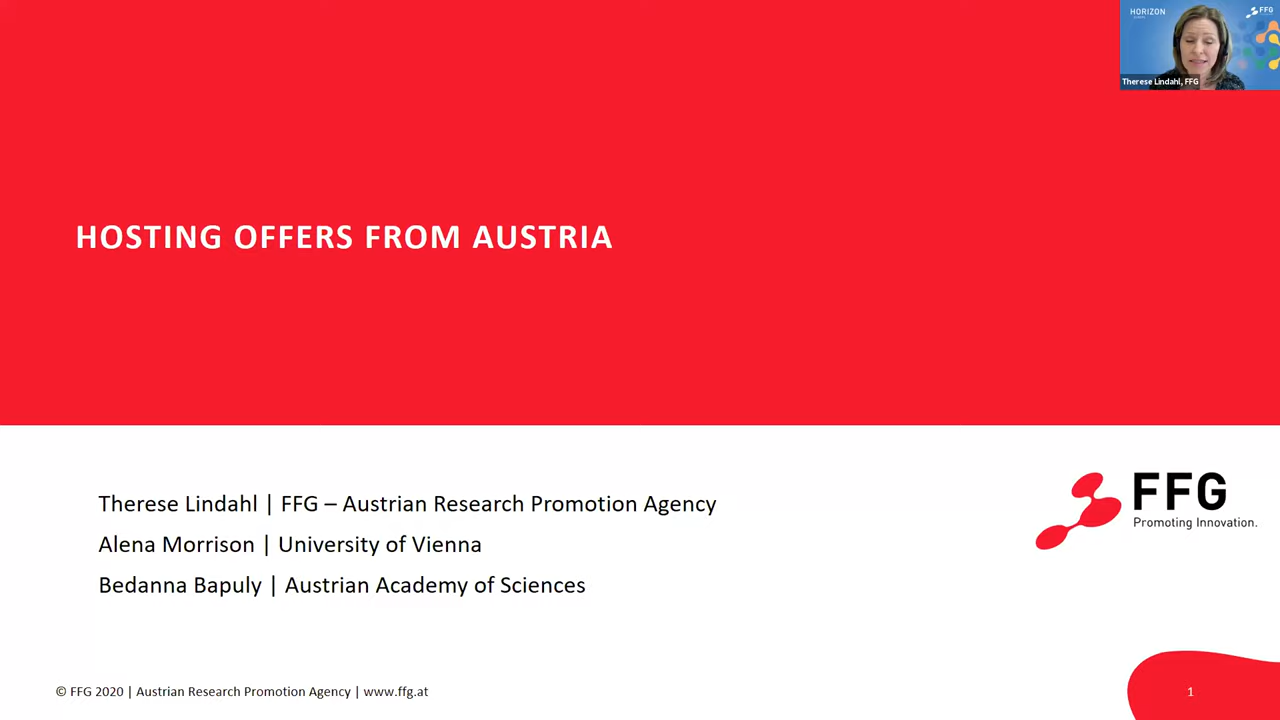 HORIZON
FFG
Therese Lindahl, FFG
HOSTING OFFERS FROM AUSTRIA
Therese Lindahl | FFG – Austrian Research Promotion Agency
Alena Morrison | University of Vienna
Bedanna Bapuly | Austrian Academy of Sciences
FFG
Promoting Innovation.
© FFG 2020 | Austrian Research Promotion Agency | www.ffg.at
1